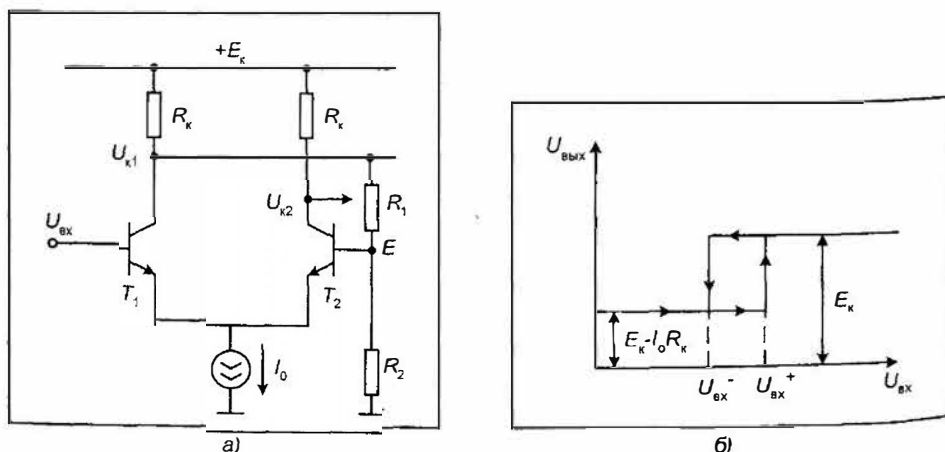 +Eк
Rк
Rк
Uк1
Uк2
R1
Uвх
E
T1
T2
I0
R2
а)
Uвых
Eк
Eк-I0Rк
Uвх-
Uвх+
Uвх
б)